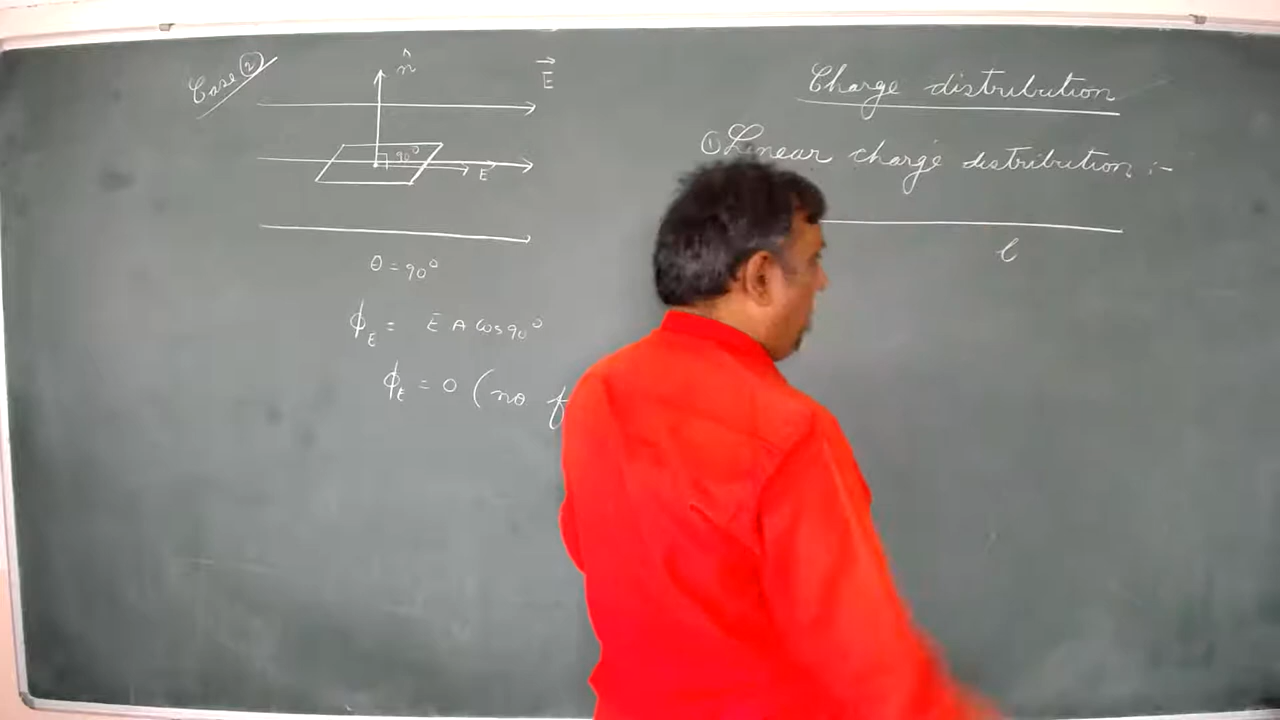 Case ②
n̂
E⃗
90°
E
θ = 90°
ϕ_E = E A cos 90°
ϕ_E = 0 (no
Charge distribution
① Linear charge distribution :-
l